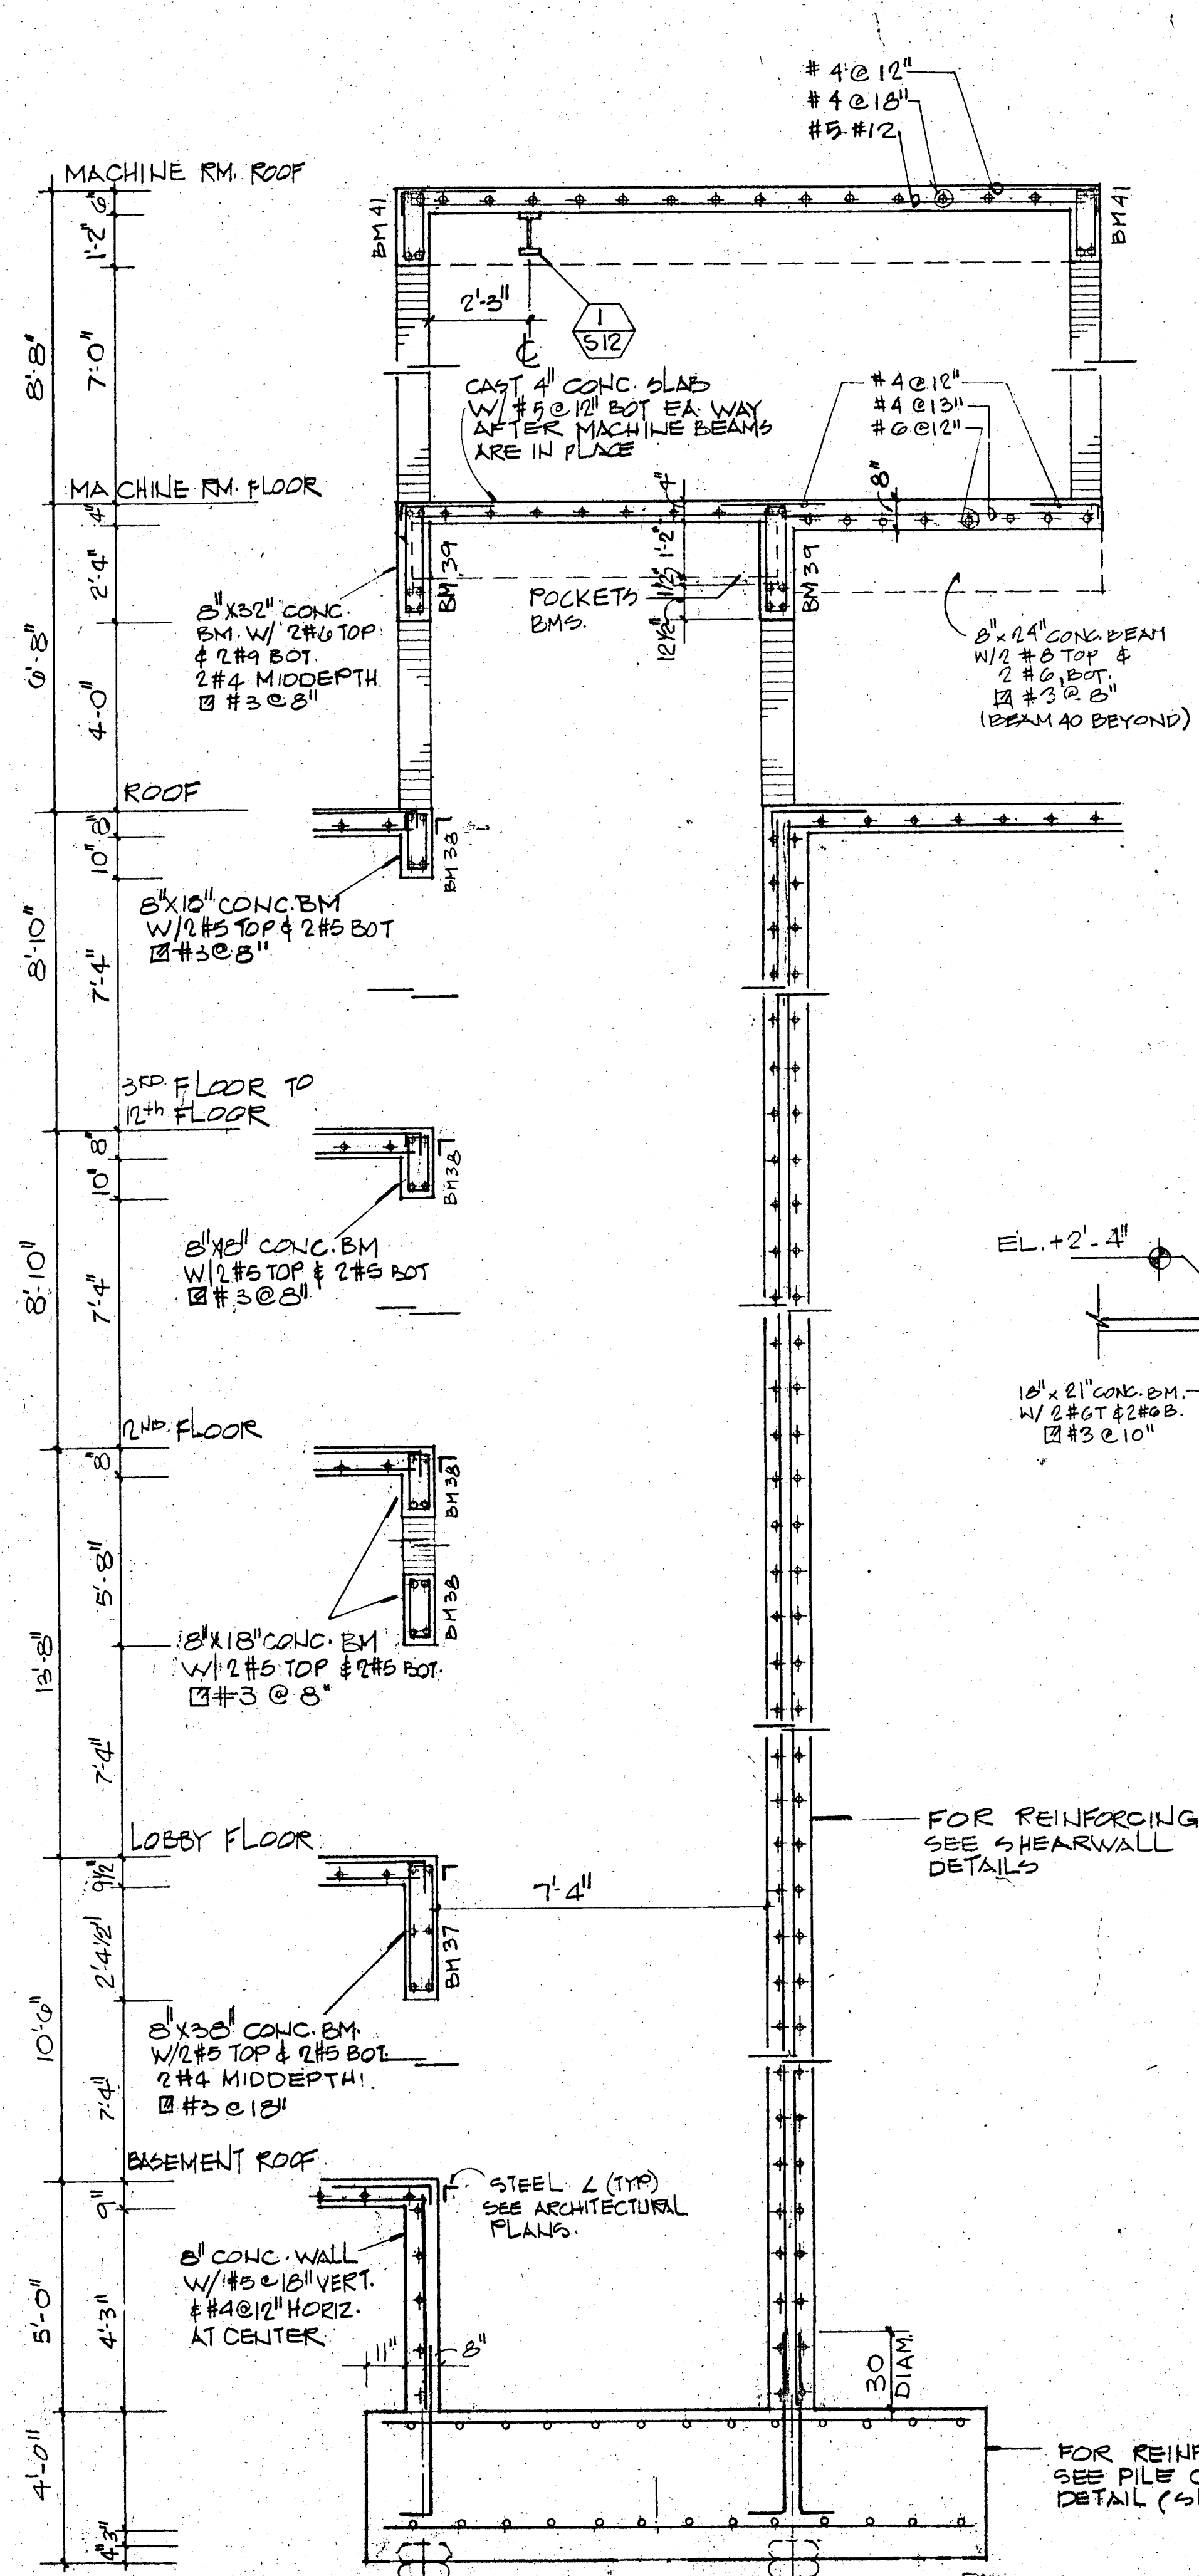 # 4 @ 12"
# 4 @ 18"
#5 #12
MACHINE RM. ROOF
6"
1'-2"
BM 41
BM 41
2'-3"
1
S12
℄
8'-8"
7'-0"
CAST 4" CONC. SLAB
W/ #5 @ 12" BOT EA. WAY
AFTER MACHINE BEAMS
ARE IN PLACE
# 4 @ 12"
# 4 @ 13"
# 6 @ 12"
MACHINE RM. FLOOR
4"
4"
8"
2'-4"
1'-2"
12½"
BM 39
BM 39
POCKETS
BMS.
8"X32" CONC.
BM. W/ 2#6 TOP
& 2#9 BOT.
2#4 MIDDEPTH
#3 @ 8"
6'-8"
4'-0"
8"x24" CONC. BEAM
W/2 #8 TOP &
2 #6 BOT.
#3 @ 8"
(BEAM 40 BEYOND)
ROOF
8"
10"
BM 38
8"X18" CONC. BM
W/2#5 TOP & 2#5 BOT
#3 @ 8"
8'-10"
7'-4"
3RD. FLOOR TO
12th FLOOR
8"
10"
BM38
8"X8" CONC. BM
W/2#5 TOP & 2#5 BOT
# 3 @ 8"
8'-10"
7'-4"
EL. +2'-4"
18"x 21" CONC. BM.
W/ 2#6T & 2#6B.
#3 @ 10"
2ND. FLOOR
8"
BM38
5'-8"
BM38
8"X18" CONC. BM
W/2#5 TOP & 2#5 BOT.
#3 @ 8"
13'-8"
7'-4"
FOR REINFORCING
SEE SHEARWALL
DETAILS
LOBBY FLOOR
9½"
7'-4"
2'4½"
BM 37
8"X38" CONC. BM.
W/2#5 TOP & 2#5 BOT.
2#4 MIDDEPTH
#3 @ 18"
10'-6"
7'-4"
BASEMENT ROOF
9"
STEEL ∠ (TYP)
SEE ARCHITECTURAL
PLANS.
8" CONC. WALL
W/ #5 @ 18" VERT.
& #4 @ 12" HORIZ.
AT CENTER
5'-0"
4'-3"
11"
8"
30
DIAM.
4'-0"
FOR REINF
SEE PILE C
DETAIL (S
3"
4"